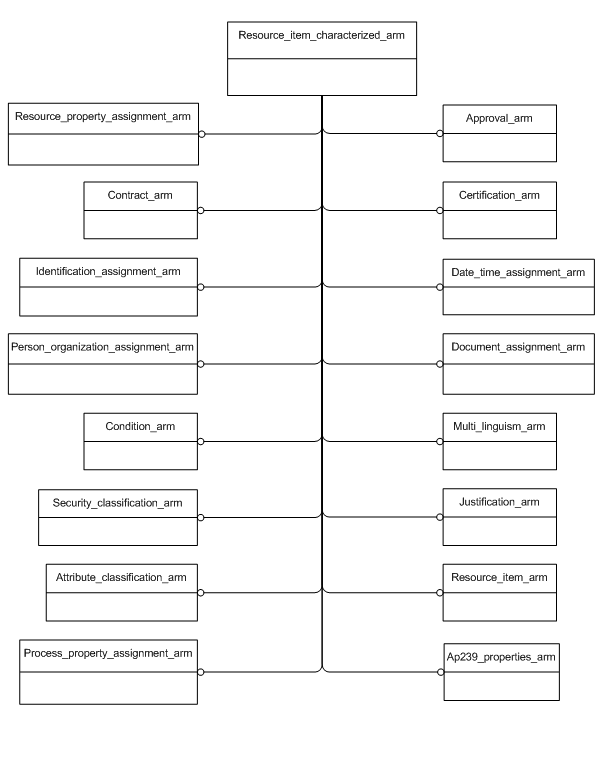 Resource_item_characterized_arm
Resource_property_assignment_arm
Approval_arm
Contract_arm
Certification_arm
Identification_assignment_arm
Date_time_assignment_arm
Person_organization_assignment_arm
Document_assignment_arm
Condition_arm
Multi_linguism_arm
Security_classification_arm
Justification_arm
Attribute_classification_arm
Resource_item_arm
Process_property_assignment_arm
Ap239_properties_arm